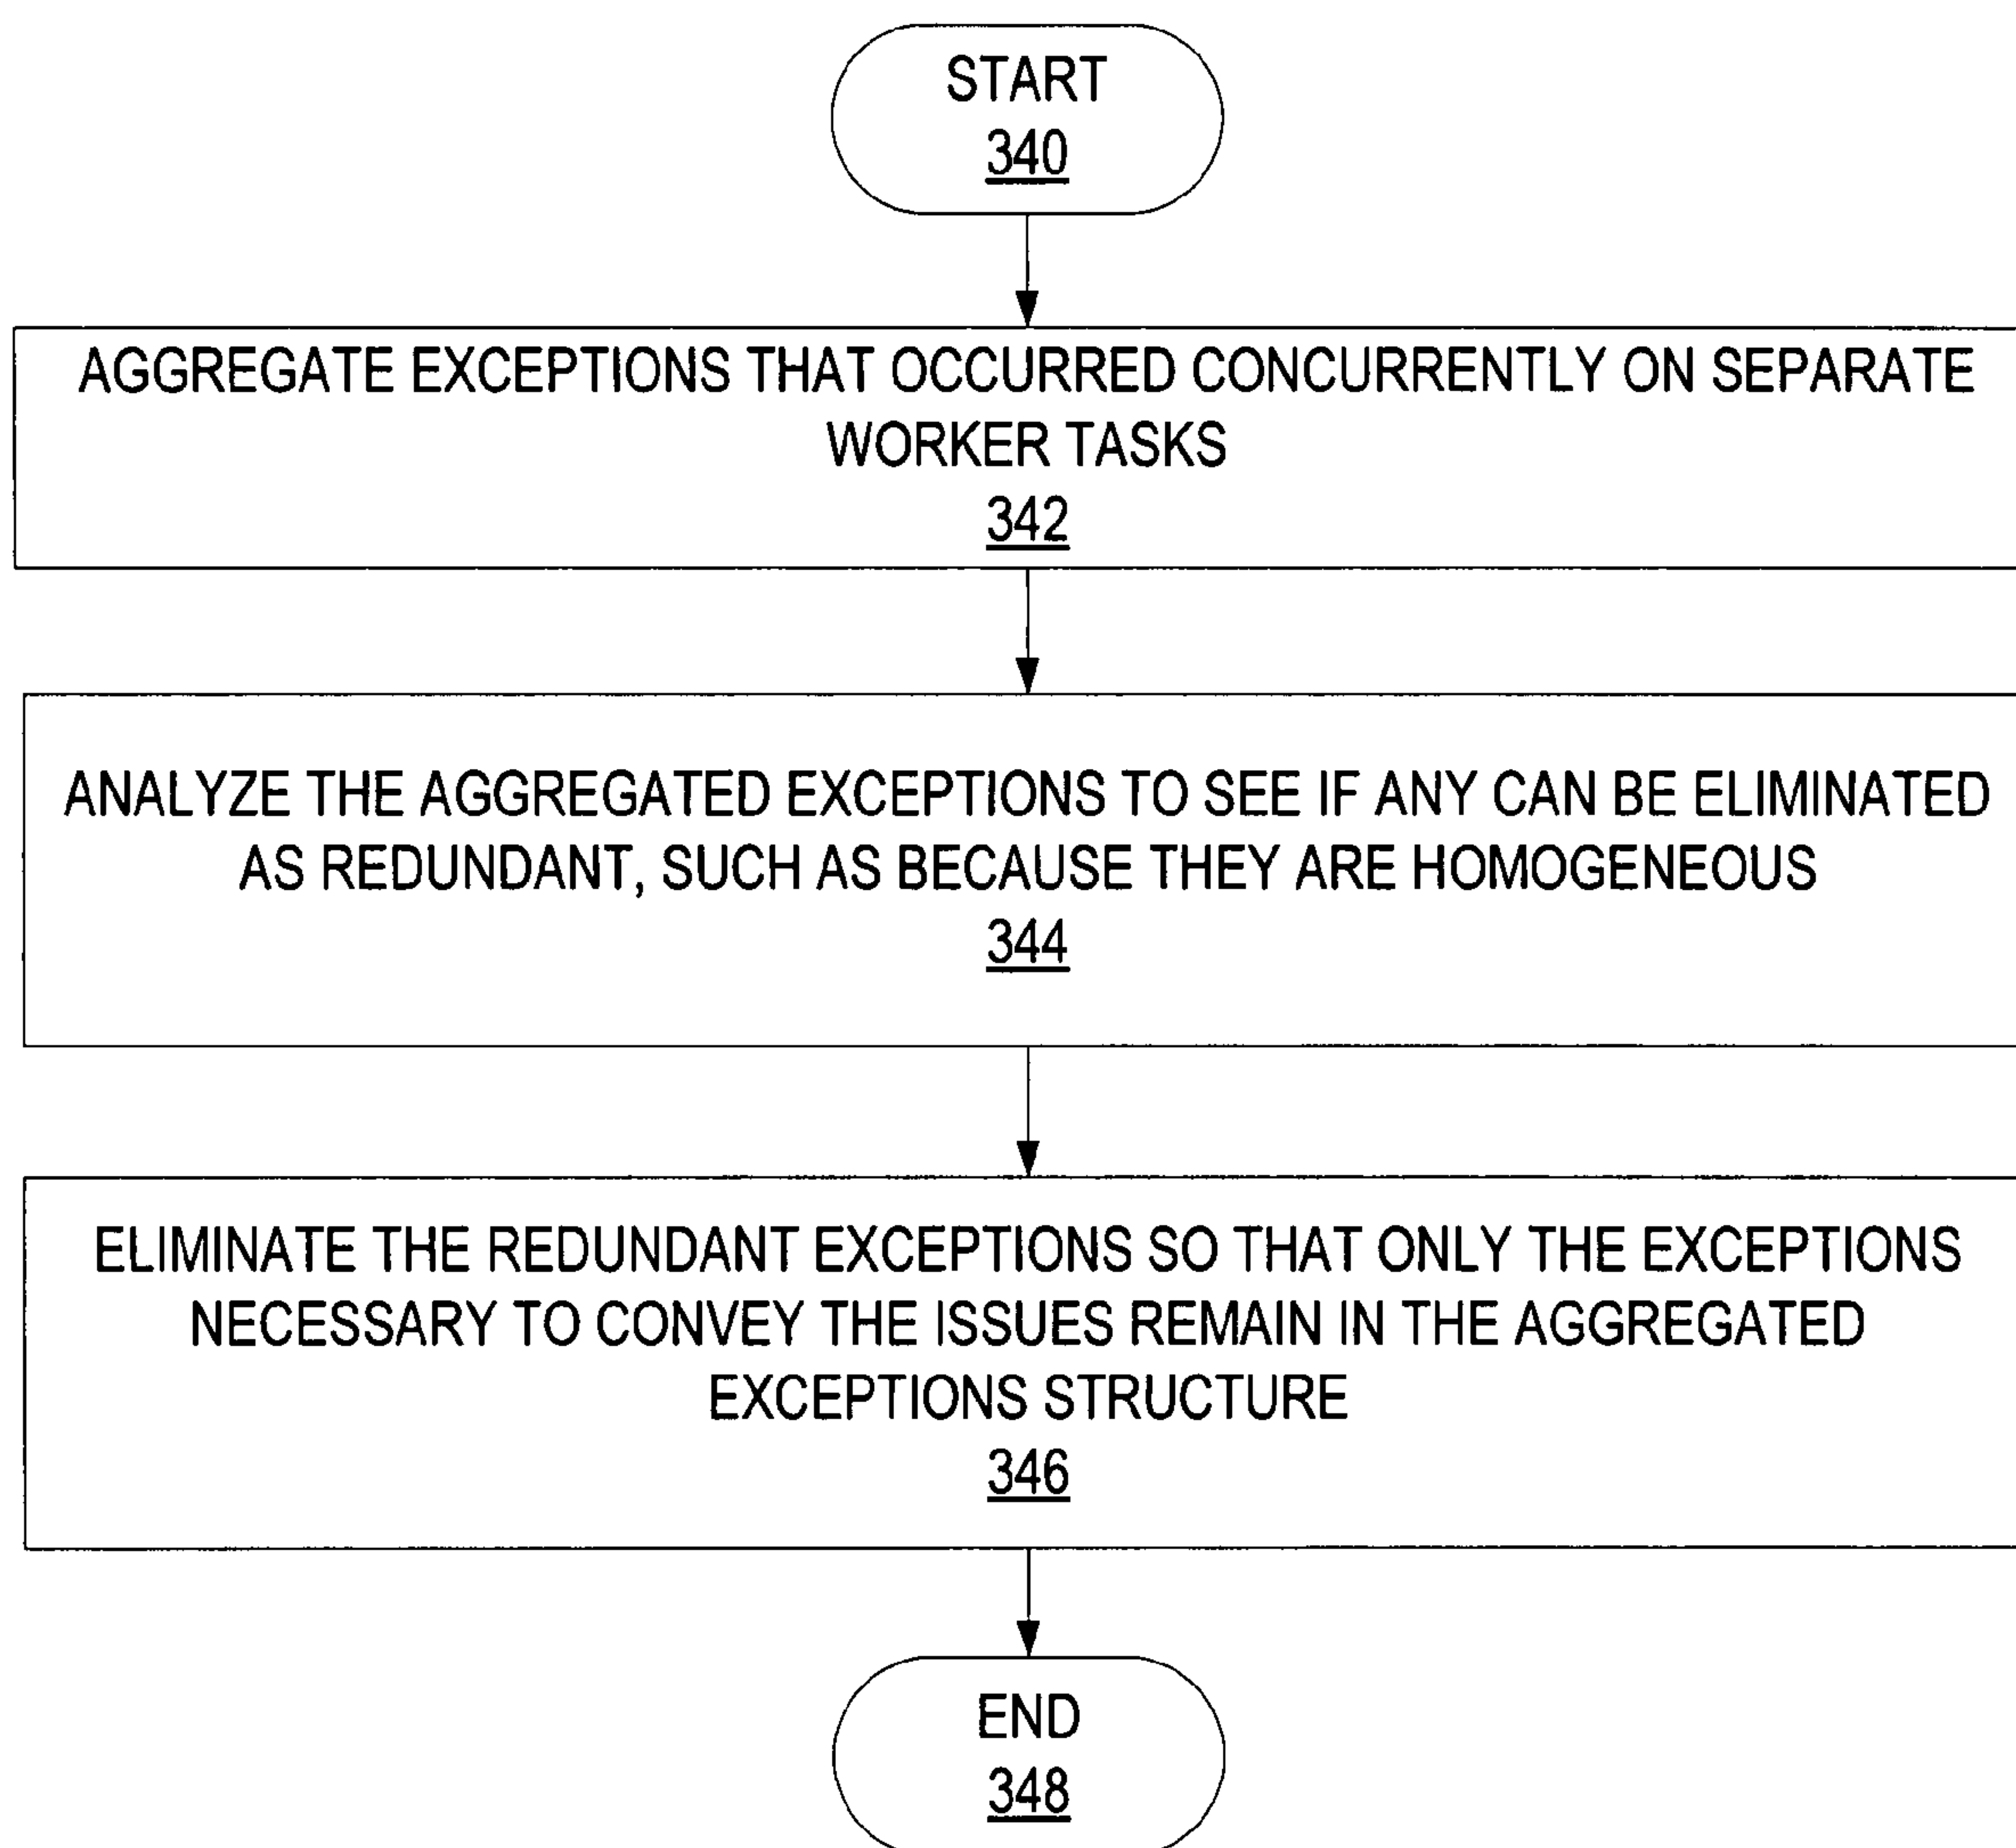 START
340
AGGREGATE EXCEPTIONS THAT OCCURRED CONCURRENTLY ON SEPARATE
WORKER TASKS
342
ANALYZE THE AGGREGATED EXCEPTIONS TO SEE IF ANY CAN BE ELIMINATED
AS REDUNDANT, SUCH AS BECAUSE THEY ARE HOMOGENEOUS
344
ELIMINATE THE REDUNDANT EXCEPTIONS SO THAT ONLY THE EXCEPTIONS
NECESSARY TO CONVEY THE ISSUES REMAIN IN THE AGGREGATED
EXCEPTIONS STRUCTURE
346
END
348